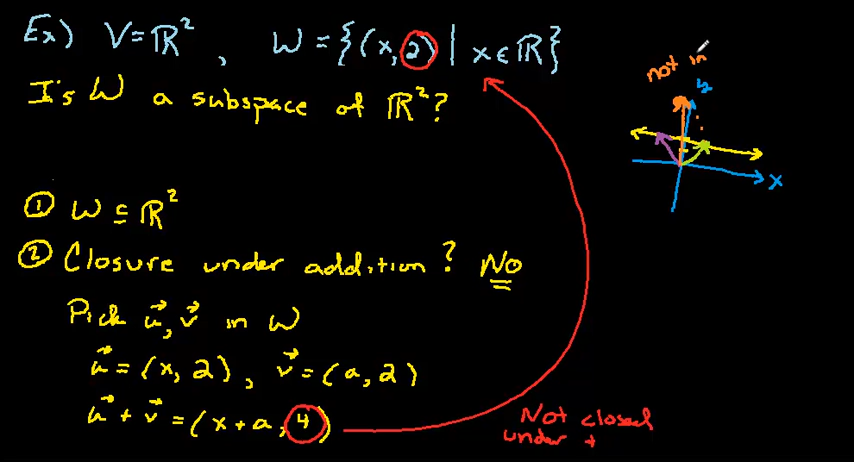 Ex) V=ℝ², W={(x,2) | x∈ℝ}
Is W a subspace of ℝ²?
① W ⊆ ℝ²
② Closure under addition? No
Pick u⃗,v⃗ in W
u⃗ = (x,2), v⃗ = (a,2)
u⃗ + v⃗ = (x+a, 4)
Not closed
under +
not in
y
x